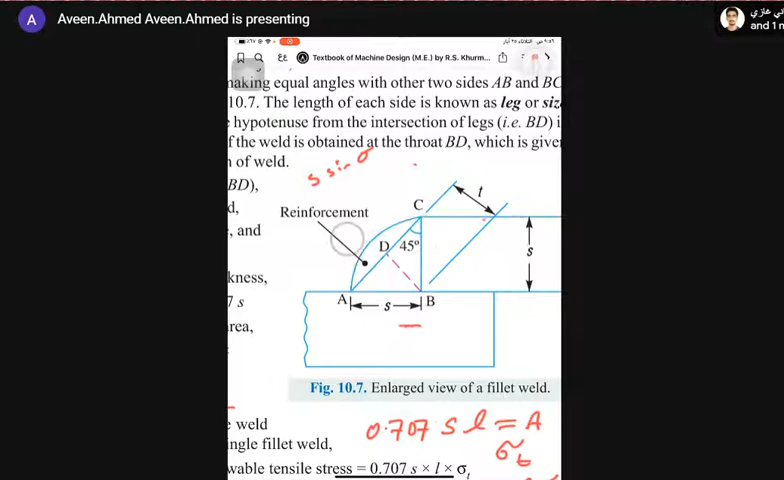 A Aveen.Ahmed Aveen.Ahmed is presenting
and 1 n
Textbook of Machine Design (M.E.) by R.S. Khurm...
naking equal angles with other two sides AB and BC
10.7. The length of each side is known as leg or siz
hypotenuse from the intersection of legs (i.e. BD) i
f the weld is obtained at the throat BD, which is give
n of weld.
s sin σ
BD),
d,
, and
Reinforcement
C
t
D
45°
s
kness,
7 s
A
s
B
rea,
Fig. 10.7. Enlarged view of a fillet weld.
e weld
0.707 s l = A
ingle fillet weld,
σt
wable tensile stress = 0.707 s × l × σt